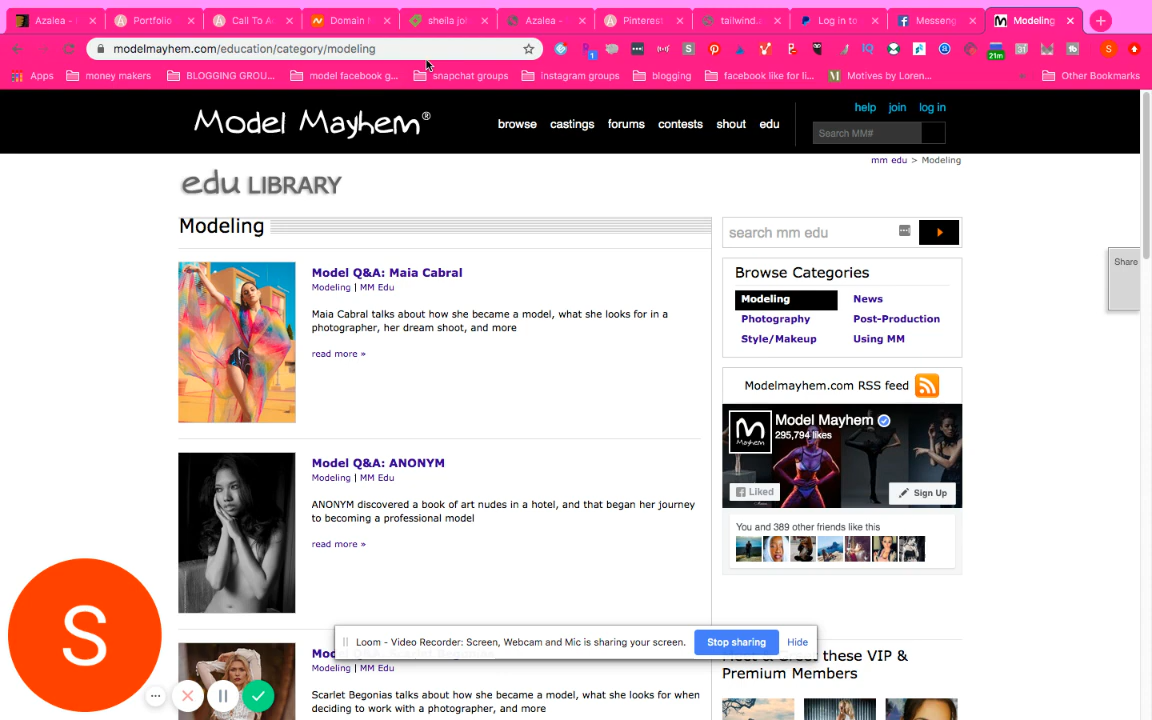 Azalea -
Portfolio
Call To A
Domain
sheila jol
Azalea -
Pinterest
tailwind.
Log in to
Messeng
Modeling
modelmayhem.com/education/category/modeling
21m
S
Apps
money makers
BLOGGING GROU...
model facebook g...
snapchat groups
instagram groups
blogging
facebook like for li...
Motives by Loren...
Other Bookmarks
Model Mayhem®
browse
castings
forums
contests
shout
edu
help
join
log in
Search MM#
mm edu > Modeling
edu LIBRARY
Modeling
search mm edu
Share
Browse Categories
Modeling
News
Photography
Post-Production
Style/Makeup
Using MM
Model Q&A: Maia Cabral
Modeling | MM Edu
Maia Cabral talks about how she became a model, what she looks for in a
photographer, her dream shoot, and more
read more »
Modelmayhem.com RSS feed
Model Mayhem
295,794 likes
Mayhem
Liked
Sign Up
You and 389 other friends like this
Model Q&A: ANONYM
Modeling | MM Edu
ANONYM discovered a book of art nudes in a hotel, and that began her journey
to becoming a professional model
read more »
S
Loom - Video Recorder: Screen, Webcam and Mic is sharing your screen.
Stop sharing
Hide
Modeling | MM Edu
Scarlet Begonias talks about how she became a model, what she looks for when
deciding to work with a photographer, and more
these VIP &
Premium Members